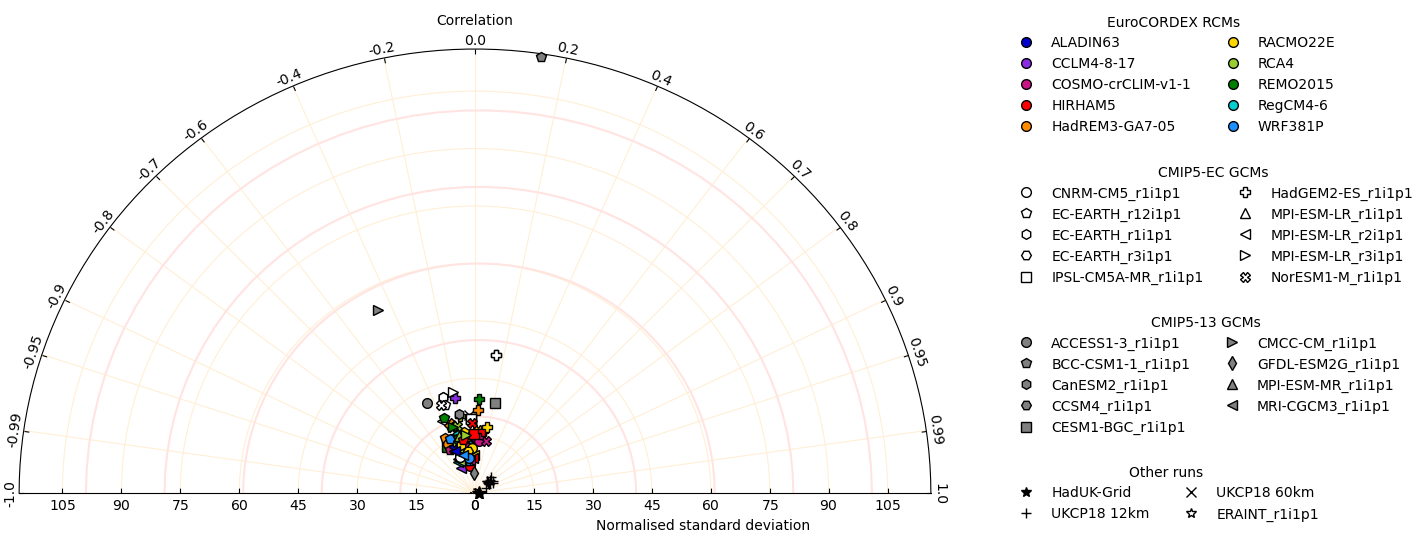 Correlation
-1.0
-0.99
-0.95
-0.9
-0.8
-0.7
-0.6
-0.4
-0.2
0.0
0.2
0.4
0.6
0.7
0.8
0.9
0.95
0.99
1.0
105 90 75 60 45 30 15 0 15 30 45 60 75 90 105
Normalised standard deviation
EuroCORDEX RCMs
ALADIN63 RACMO22E
CCLM4-8-17 RCA4
COSMO-crCLIM-v1-1 REMO2015
HIRHAM5 RegCM4-6
HadREM3-GA7-05 WRF381P
CMIP5-EC GCMs
CNRM-CM5_r1i1p1 HadGEM2-ES_r1i1p1
EC-EARTH_r12i1p1 MPI-ESM-LR_r1i1p1
EC-EARTH_r1i1p1 MPI-ESM-LR_r2i1p1
EC-EARTH_r3i1p1 MPI-ESM-LR_r3i1p1
IPSL-CM5A-MR_r1i1p1 NorESM1-M_r1i1p1
CMIP5-13 GCMs
ACCESS1-3_r1i1p1 CMCC-CM_r1i1p1
BCC-CSM1-1_r1i1p1 GFDL-ESM2G_r1i1p1
CanESM2_r1i1p1 MPI-ESM-MR_r1i1p1
CCSM4_r1i1p1 MRI-CGCM3_r1i1p1
CESM1-BGC_r1i1p1
Other runs
HadUK-Grid UKCP18 60km
UKCP18 12km ERAINT_r1i1p1